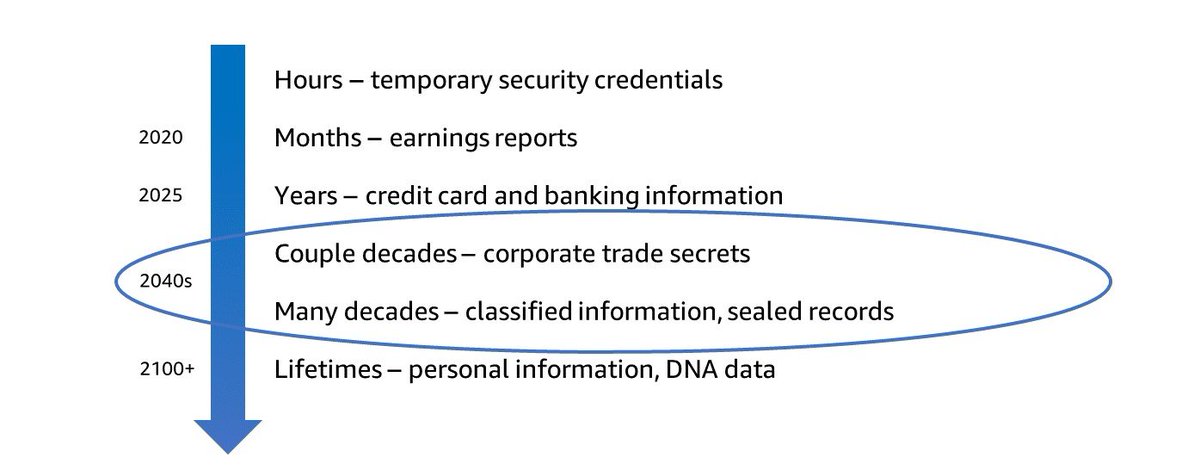 Hours – temporary security credentials
2020 Months – earnings reports
2025 Years – credit card and banking information
Couple decades – corporate trade secrets
2040s
Many decades – classified information, sealed records
2100+ Lifetimes – personal information, DNA data